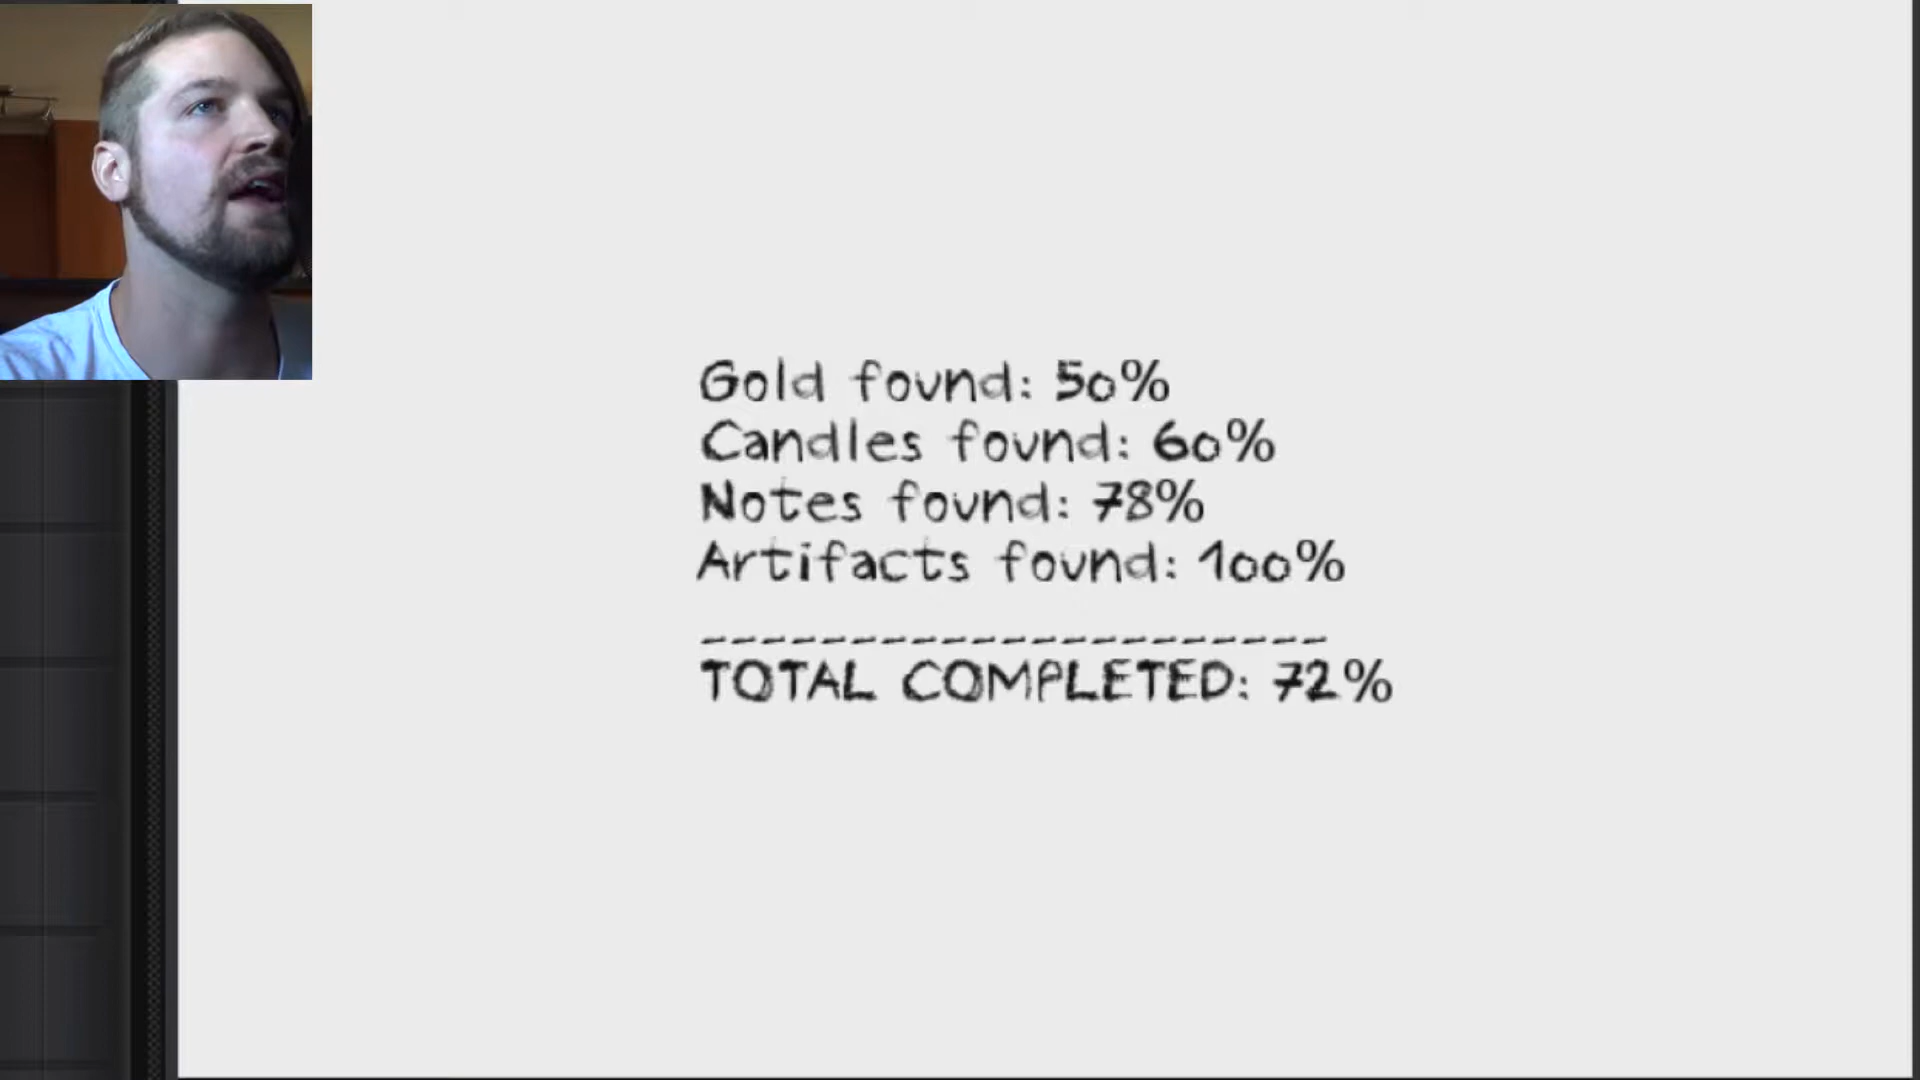 Gold found: 50%
Candles found: 60%
Notes found: 78%
Artifacts found: 100%
---------------------
TOTAL COMPLETED: 72%